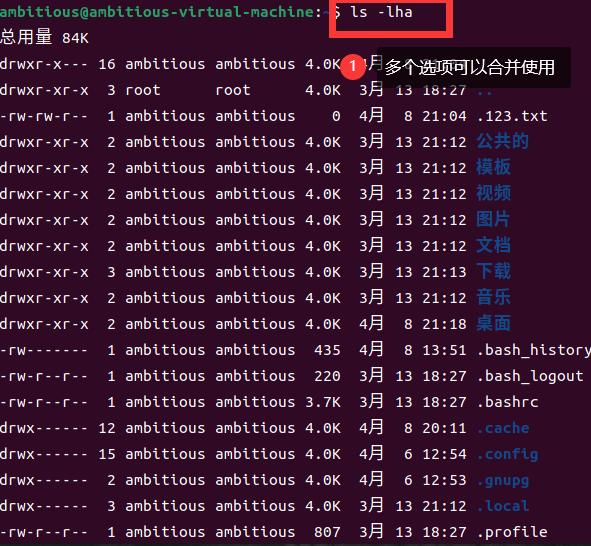 ambitious@ambitious-virtual-machine:~$ ls -lha
总用量 84K
drwxr-x--- 16 ambitious ambitious 4.0K 4月
1 多个选项可以合并使用
drwxr-xr-x  3 root      root      4.0K  3月  13 18:27 ..
-rw-rw-r--  1 ambitious ambitious    0  4月   8 21:04 .123.txt
drwxr-xr-x  2 ambitious ambitious 4.0K  3月  13 21:12 公共的
drwxr-xr-x  2 ambitious ambitious 4.0K  3月  13 21:12 模板
drwxr-xr-x  2 ambitious ambitious 4.0K  3月  13 21:12 视频
drwxr-xr-x  2 ambitious ambitious 4.0K  3月  13 21:12 图片
drwxr-xr-x  2 ambitious ambitious 4.0K  3月  13 21:12 文档
drwxr-xr-x  3 ambitious ambitious 4.0K  3月  13 21:13 下载
drwxr-xr-x  2 ambitious ambitious 4.0K  3月  13 21:12 音乐
drwxr-xr-x  2 ambitious ambitious 4.0K  4月   8 21:18 桌面
-rw-------  1 ambitious ambitious  435  4月   8 13:51 .bash_history
-rw-r--r--  1 ambitious ambitious  220  3月  13 18:27 .bash_logout
-rw-r--r--  1 ambitious ambitious 3.7K  3月  13 18:27 .bashrc
drwx------ 12 ambitious ambitious 4.0K  4月   8 20:11 .cache
drwx------ 15 ambitious ambitious 4.0K  4月   6 12:54 .config
drwx------  2 ambitious ambitious 4.0K  4月   6 12:53 .gnupg
drwx------  3 ambitious ambitious 4.0K  3月  13 21:12 .local
-rw-r--r--  1 ambitious ambitious  807  3月  13 18:27 .profile